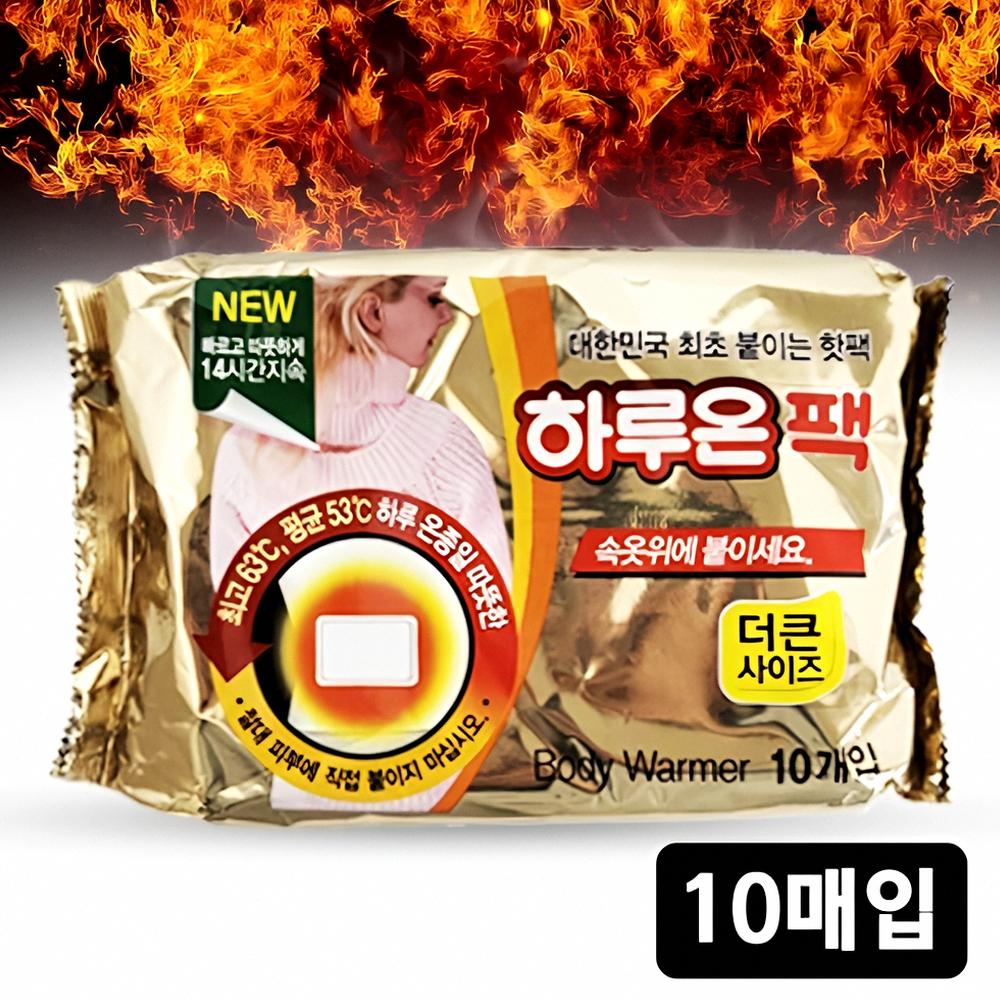 NEW
빠르고 따뜻하게
14시간지속
대한민국 최초 붙이는 핫팩
하루온팩
최고 63℃, 평균 53℃ 하루 온종일 따뜻한
속옷위에 붙이세요.
더큰
사이즈
• 절대 피부에 직접 붙이지 마십시오. •
Body Warmer 10개입
10매입